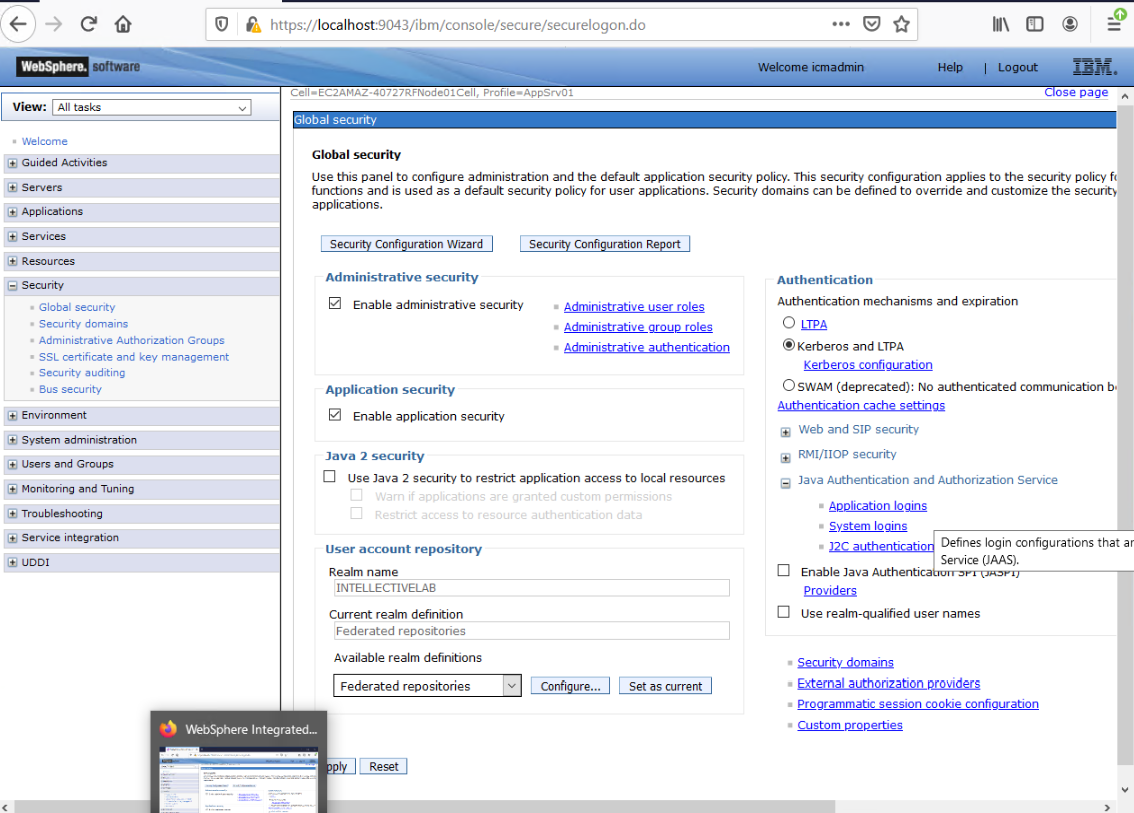 https://localhost:9043/ibm/console/secure/securelogon.do
WebSphere. software
Welcome icmadmin
Help | Logout
IBM.
View: All tasks
Welcome
Guided Activities
Servers
Applications
Services
Resources
Security
Global security
Security domains
Administrative Authorization Groups
SSL certificate and key management
Security auditing
Bus security
Environment
System administration
Users and Groups
Monitoring and Tuning
Troubleshooting
Service integration
UDDI
Cell=EC2AMAZ-40727RFNode01Cell, Profile=AppSrv01
Close page
Global security
Global security
Use this panel to configure administration and the default application security policy. This security configuration applies to the security policy fo
functions and is used as a default security policy for user applications. Security domains can be defined to override and customize the security
applications.
Security Configuration Wizard
Security Configuration Report
Administrative security
Enable administrative security
Administrative user roles
Administrative group roles
Administrative authentication
Application security
Enable application security
Java 2 security
Use Java 2 security to restrict application access to local resources
Warn if applications are granted custom permissions
Restrict access to resource authentication data
User account repository
Realm name
INTELLECTIVELAB
Current realm definition
Federated repositories
Available realm definitions
Federated repositories
Configure...
Set as current
Authentication
Authentication mechanisms and expiration
LTPA
Kerberos and LTPA
Kerberos configuration
SWAM (deprecated): No authenticated communication be
Authentication cache settings
Web and SIP security
RMI/IIOP security
Java Authentication and Authorization Service
Application logins
System logins
J2C authentication
Defines login configurations that ar
Service (JAAS).
Enable Java Authentication SPI (JASPI)
Providers
Use realm-qualified user names
Security domains
External authorization providers
Programmatic session cookie configuration
Custom properties
WebSphere Integrated...
pply
Reset